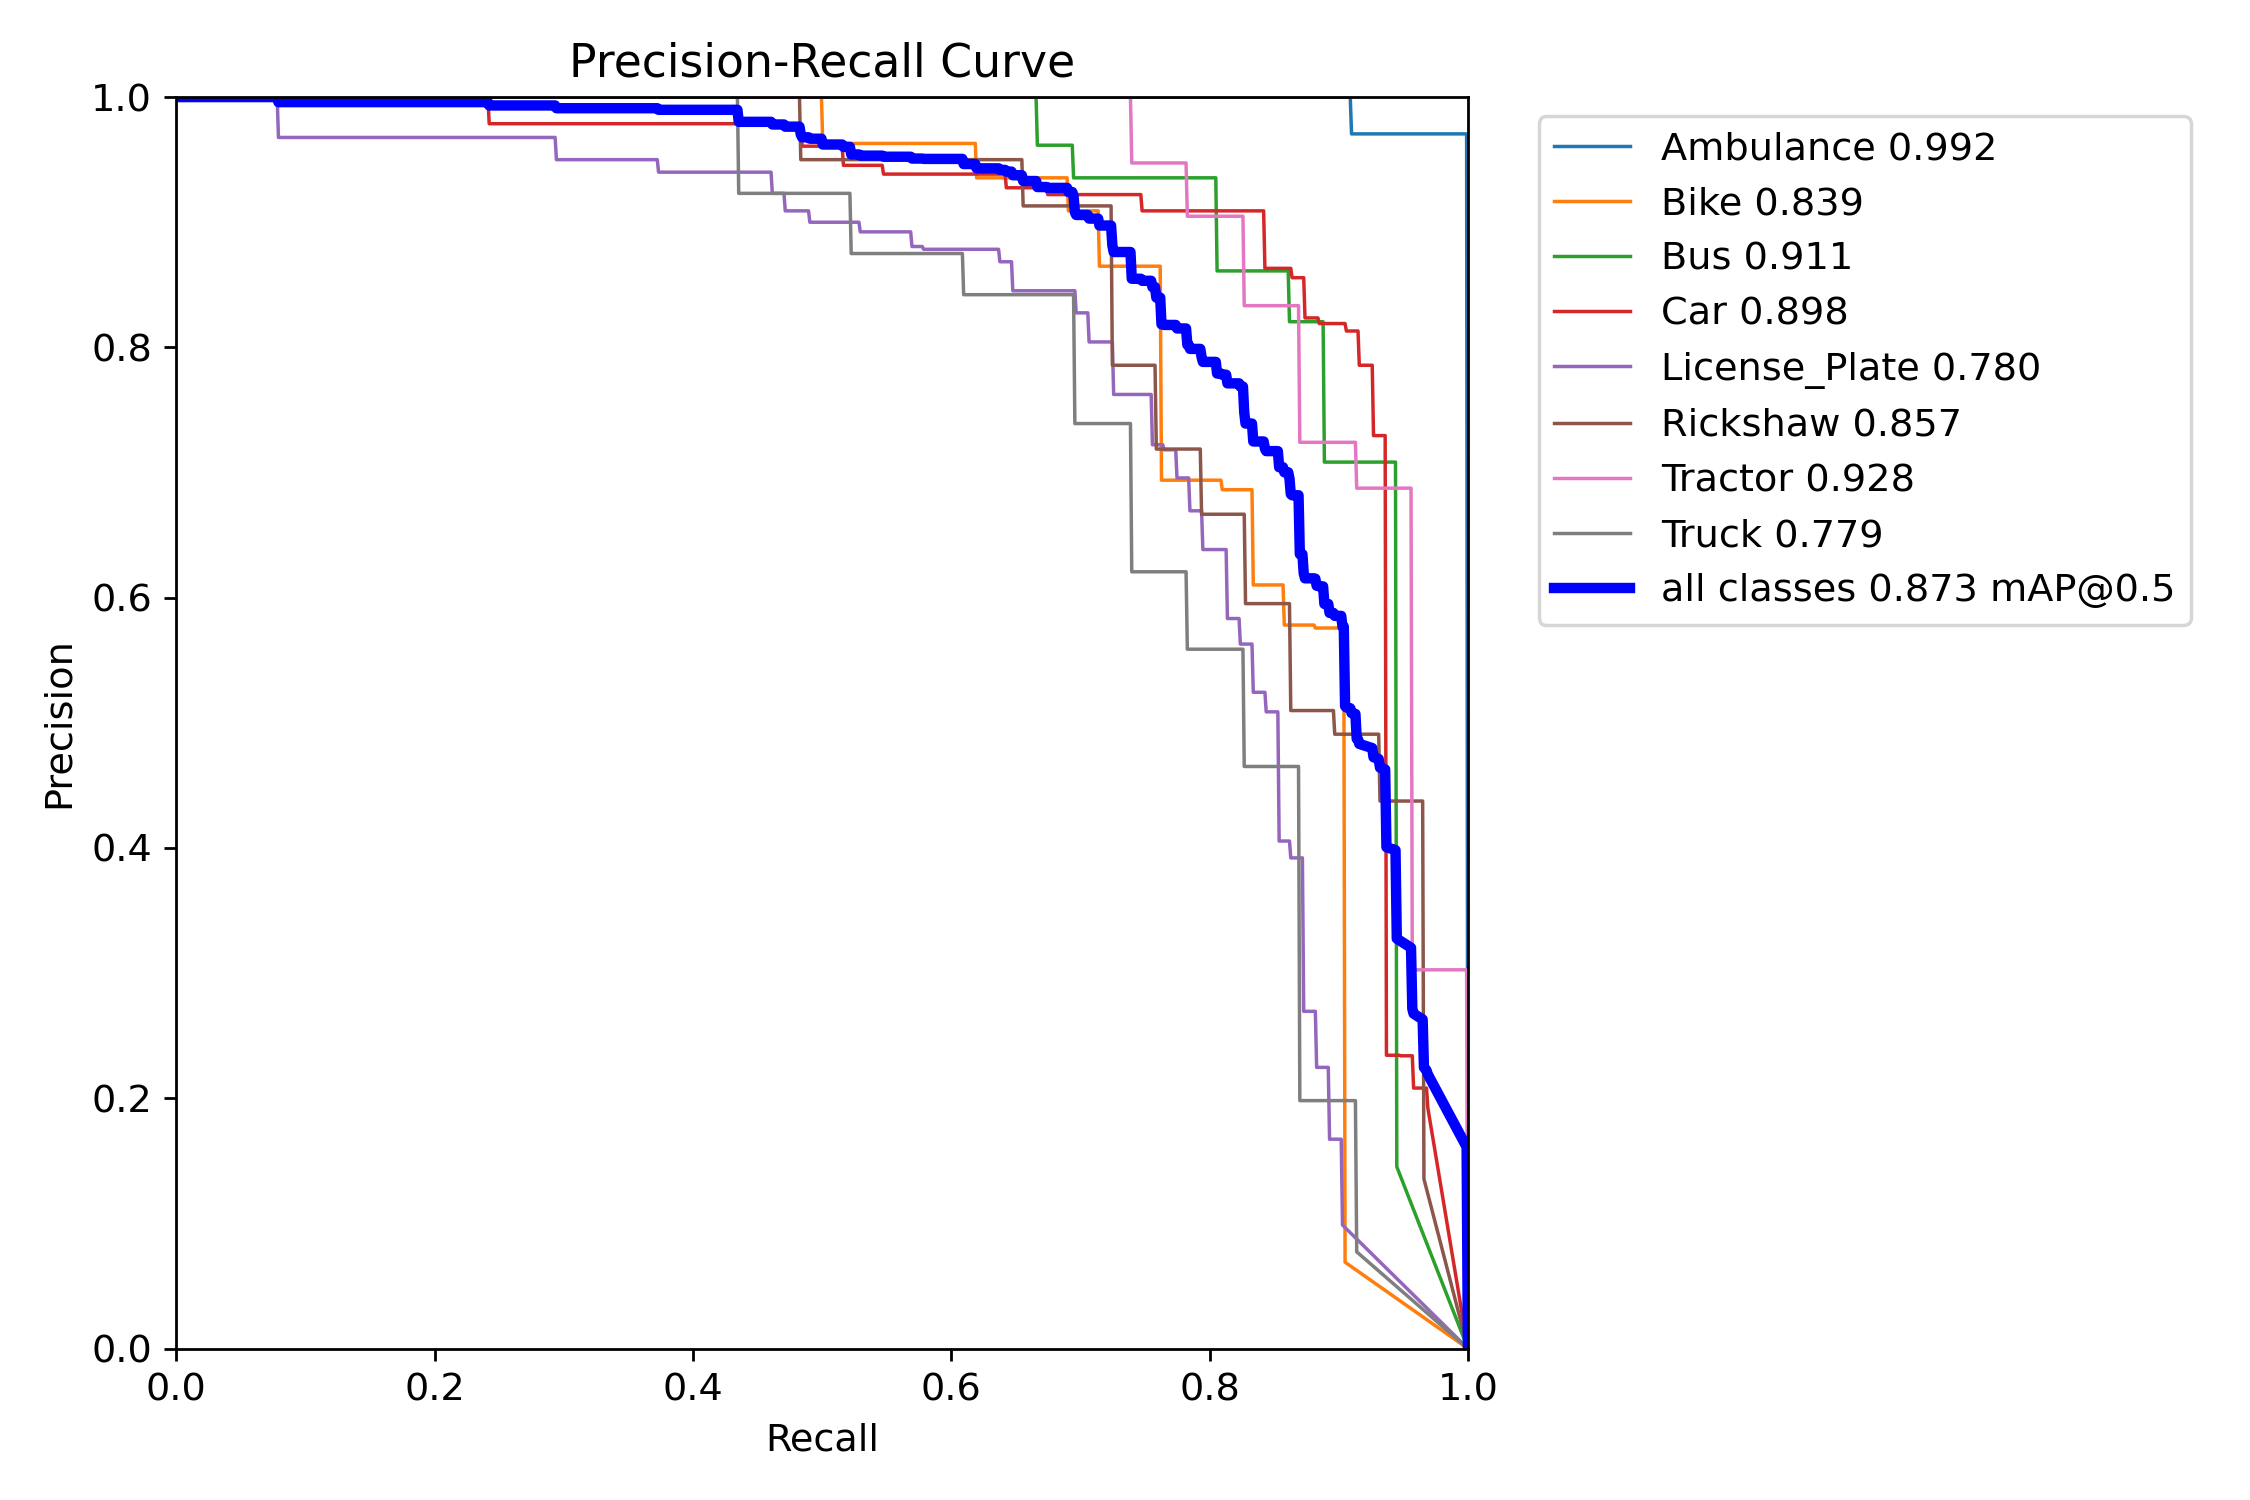 Precision-Recall Curve
1.0
0.8
0.6
0.4
0.2
0.0
Precision
0.0 0.2 0.4 0.6 0.8 1.0
Recall
Ambulance 0.992
Bike 0.839
Bus 0.911
Car 0.898
License_Plate 0.780
Rickshaw 0.857
Tractor 0.928
Truck 0.779
all classes 0.873 mAP@0.5